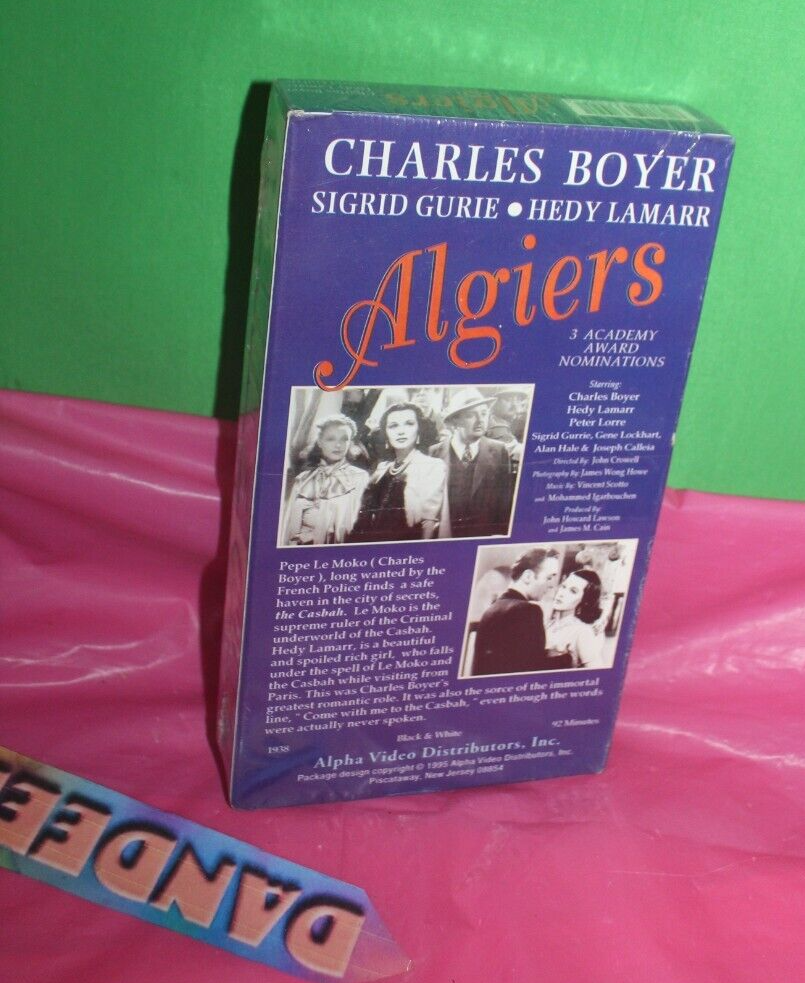 Algiers
CHARLES BOYER
SIGRID GURIE • HEDY LAMARR
Algiers
3 ACADEMY
AWARD
NOMINATIONS
Starring:
Charles Boyer
Hedy Lamarr
Peter Lorre
Sigrid Gurrie, Gene Lockhart,
Alan Hale & Joseph Calleia
Directed By: John Crowell
Photography By: James Wong Howe
Music By: Vincent Scotto
and Mohammed Igarbouchen
Produced By:
John Howard Lawson
and James M. Cain
Pepe Le Moko ( Charles
Boyer ), long wanted by the
French Police finds a safe
haven in the city of secrets,
the Casbah. Le Moko is the
supreme ruler of the Criminal
underworld of the Casbah.
Hedy Lamarr, is a beautiful
and spoiled rich girl, who falls
under the spell of Le Moko and
the Casbah while visiting from
Paris. This was Charles Boyer's
greatest romantic role. It was also the sorce of the immortal
line, " Come with me to the Casbah, " even though the words
were actually never spoken.
92 Minutes
Black & White
1938
Alpha Video Distributors, Inc.
Package design copyright © 1995 Alpha Video Distributors, Inc.
Piscataway, New Jersey 08854
DANDEE